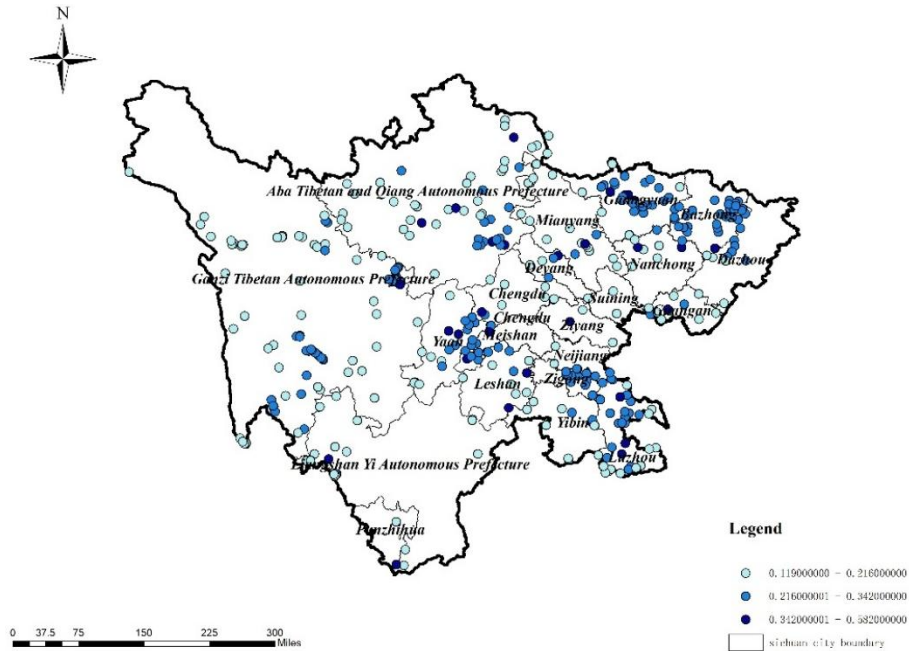 N
Aba Tibetan and Qiang Autonomous Prefecture
Guangyuan
Bazhong
Mianyang
Dazhou
Nanchong
Deyang
Ganzi Tibetan Autonomous Prefecture
Chengdu
Suining
Guangan
Chengdu
Ziyang
Meishan
Yaan
Neijiang
Leshan
Zigong
Yibin
Luzhou
Liangshan Yi Autonomous Prefecture
Panzhihua
Legend
0.119000000 - 0.216000000
0.216000001 - 0.342000000
0.342000001 - 0.582000000
sichuan city boundary
0 37.5 75 150 225 300
Miles